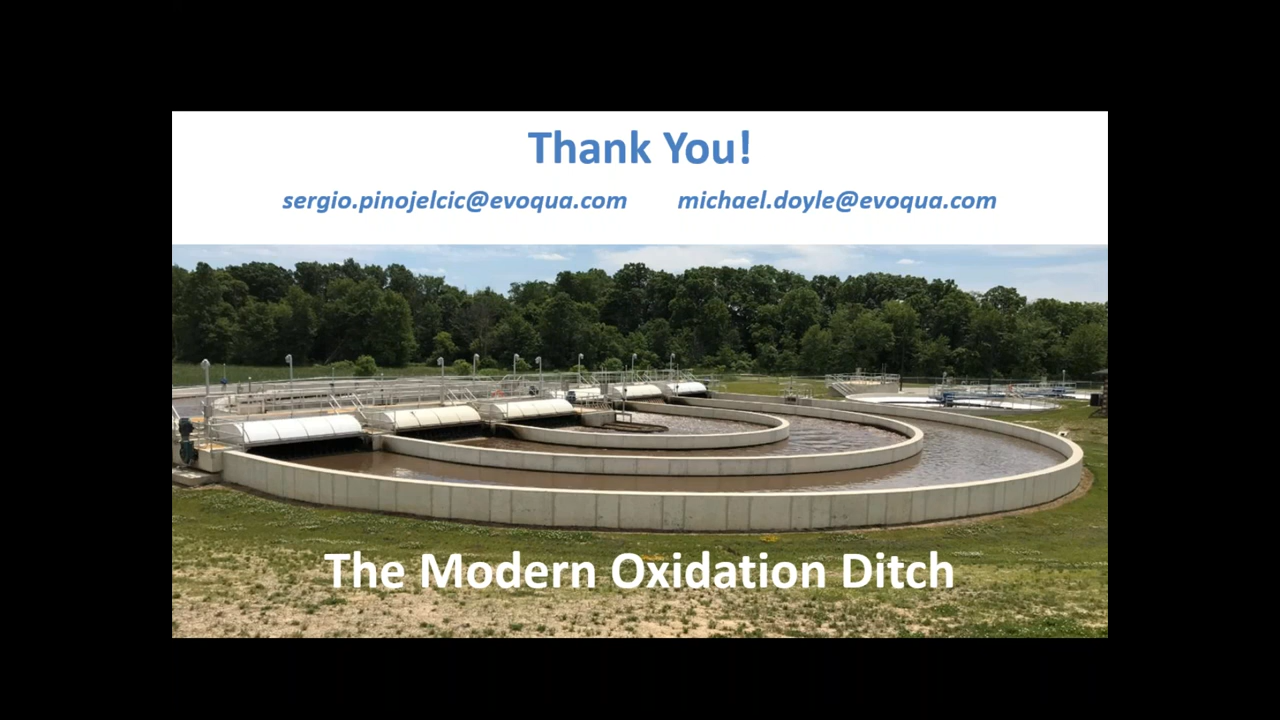 Thank You!
sergio.pinojelcic@evoqua.com michael.doyle@evoqua.com
The Modern Oxidation Ditch